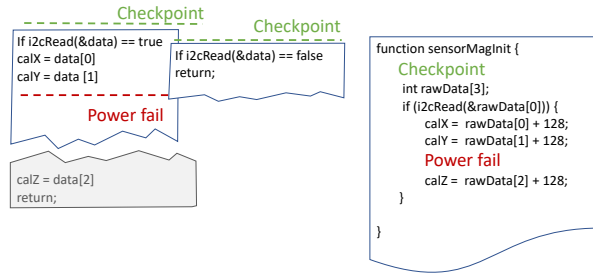 Checkpoint
If i2cRead(&data) == true
calX = data[0]
calY = data [1]
Power fail
calZ = data[2]
return;
Checkpoint
If i2cRead(&data) == false
return;
function sensorMagInit {
Checkpoint
int rawData[3];
if (i2cRead(&rawData[0])) {
calX = rawData[0] + 128;
calY = rawData[1] + 128;
Power fail
calZ = rawData[2] + 128;
}
}